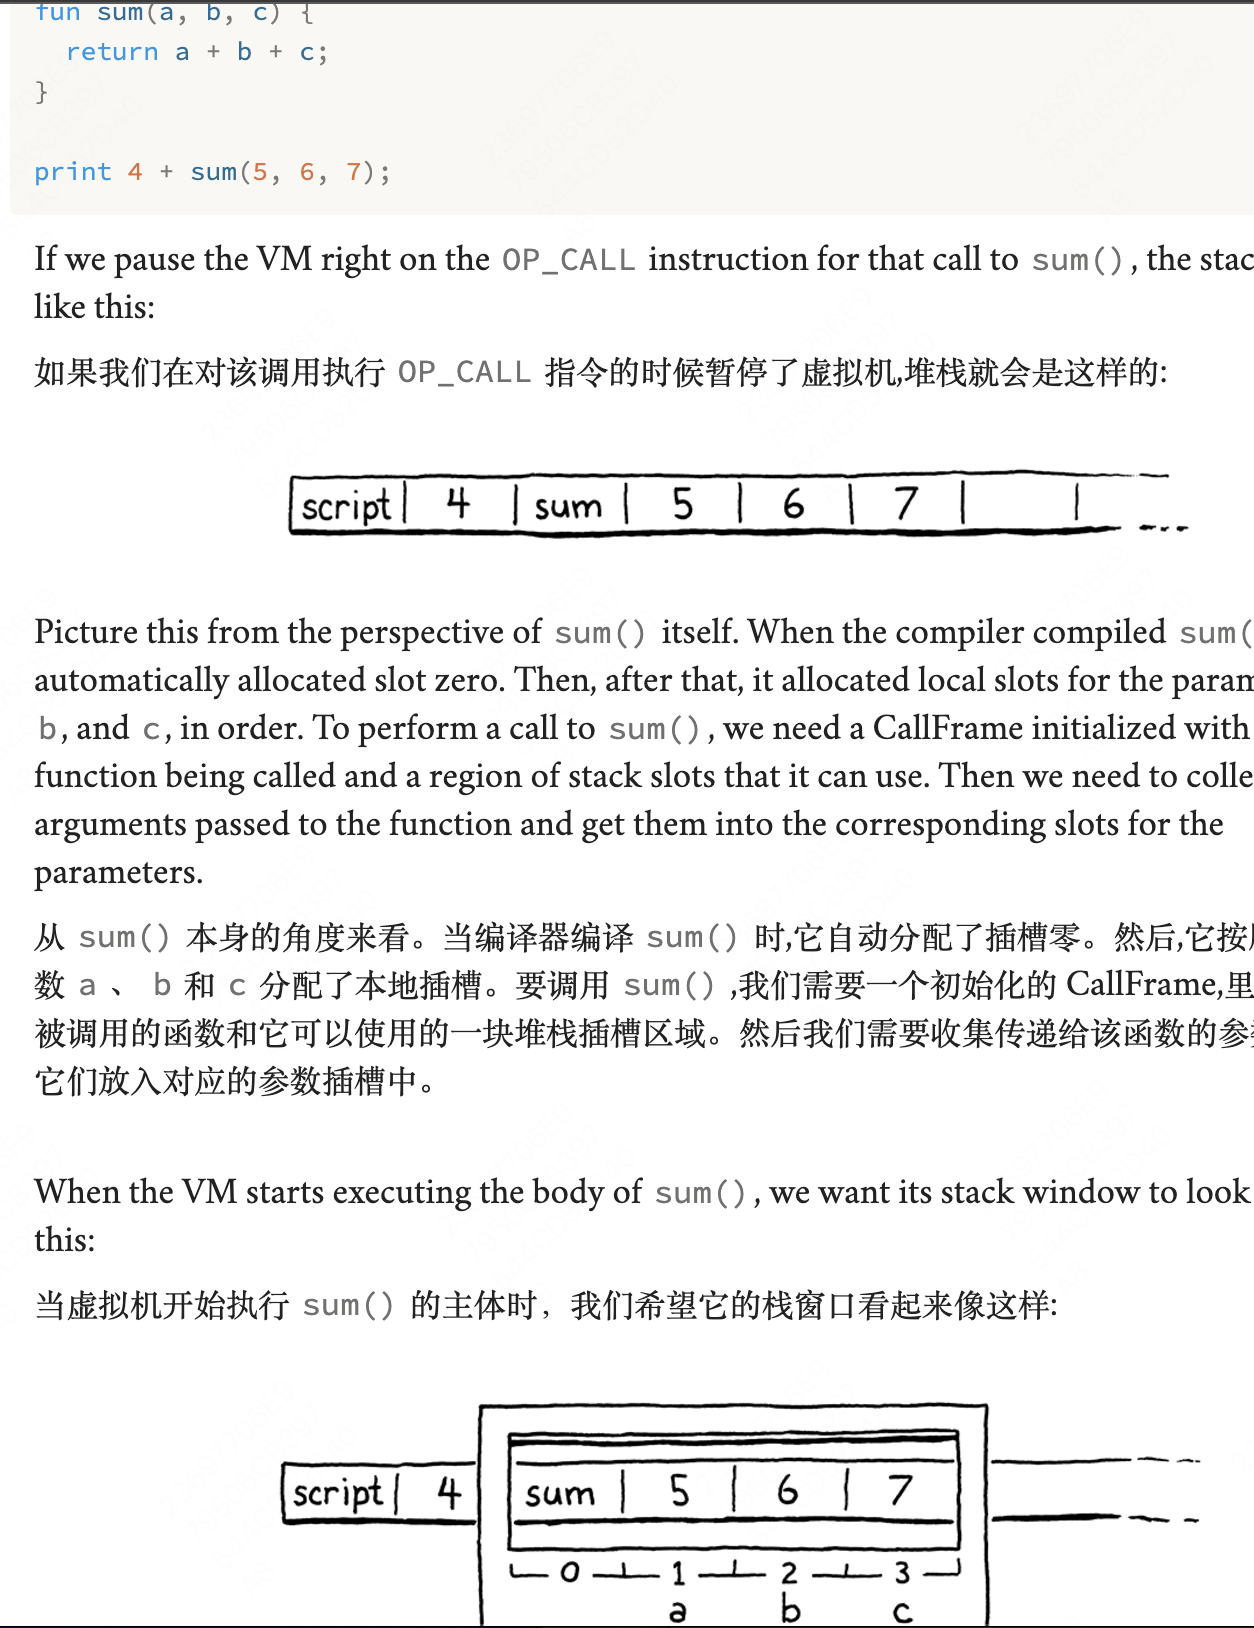 fun sum(a, b, c) {
  return a + b + c;
}
print 4 + sum(5, 6, 7);
If we pause the VM right on the OP_CALL instruction for that call to sum(), the stac
like this:
如果我们在对该调用执行 OP_CALL 指令的时候暂停了虚拟机,堆栈就会是这样的:
script 4 sum 5 6 7
Picture this from the perspective of sum() itself. When the compiler compiled sum(
automatically allocated slot zero. Then, after that, it allocated local slots for the param
b, and c, in order. To perform a call to sum(), we need a CallFrame initialized with
function being called and a region of stack slots that it can use. Then we need to colle
arguments passed to the function and get them into the corresponding slots for the
parameters.
从 sum() 本身的角度来看。当编译器编译 sum() 时,它自动分配了插槽零。然后,它按
数 a 、 b 和 c 分配了本地插槽。要调用 sum() ,我们需要一个初始化的 CallFrame,里
被调用的函数和它可以使用的一块堆栈插槽区域。然后我们需要收集传递给该函数的参
它们放入对应的参数插槽中。
When the VM starts executing the body of sum(), we want its stack window to look
this:
当虚拟机开始执行 sum() 的主体时，我们希望它的栈窗口看起来像这样:
script 4 sum 5 6 7
0 1 2 3
a b c